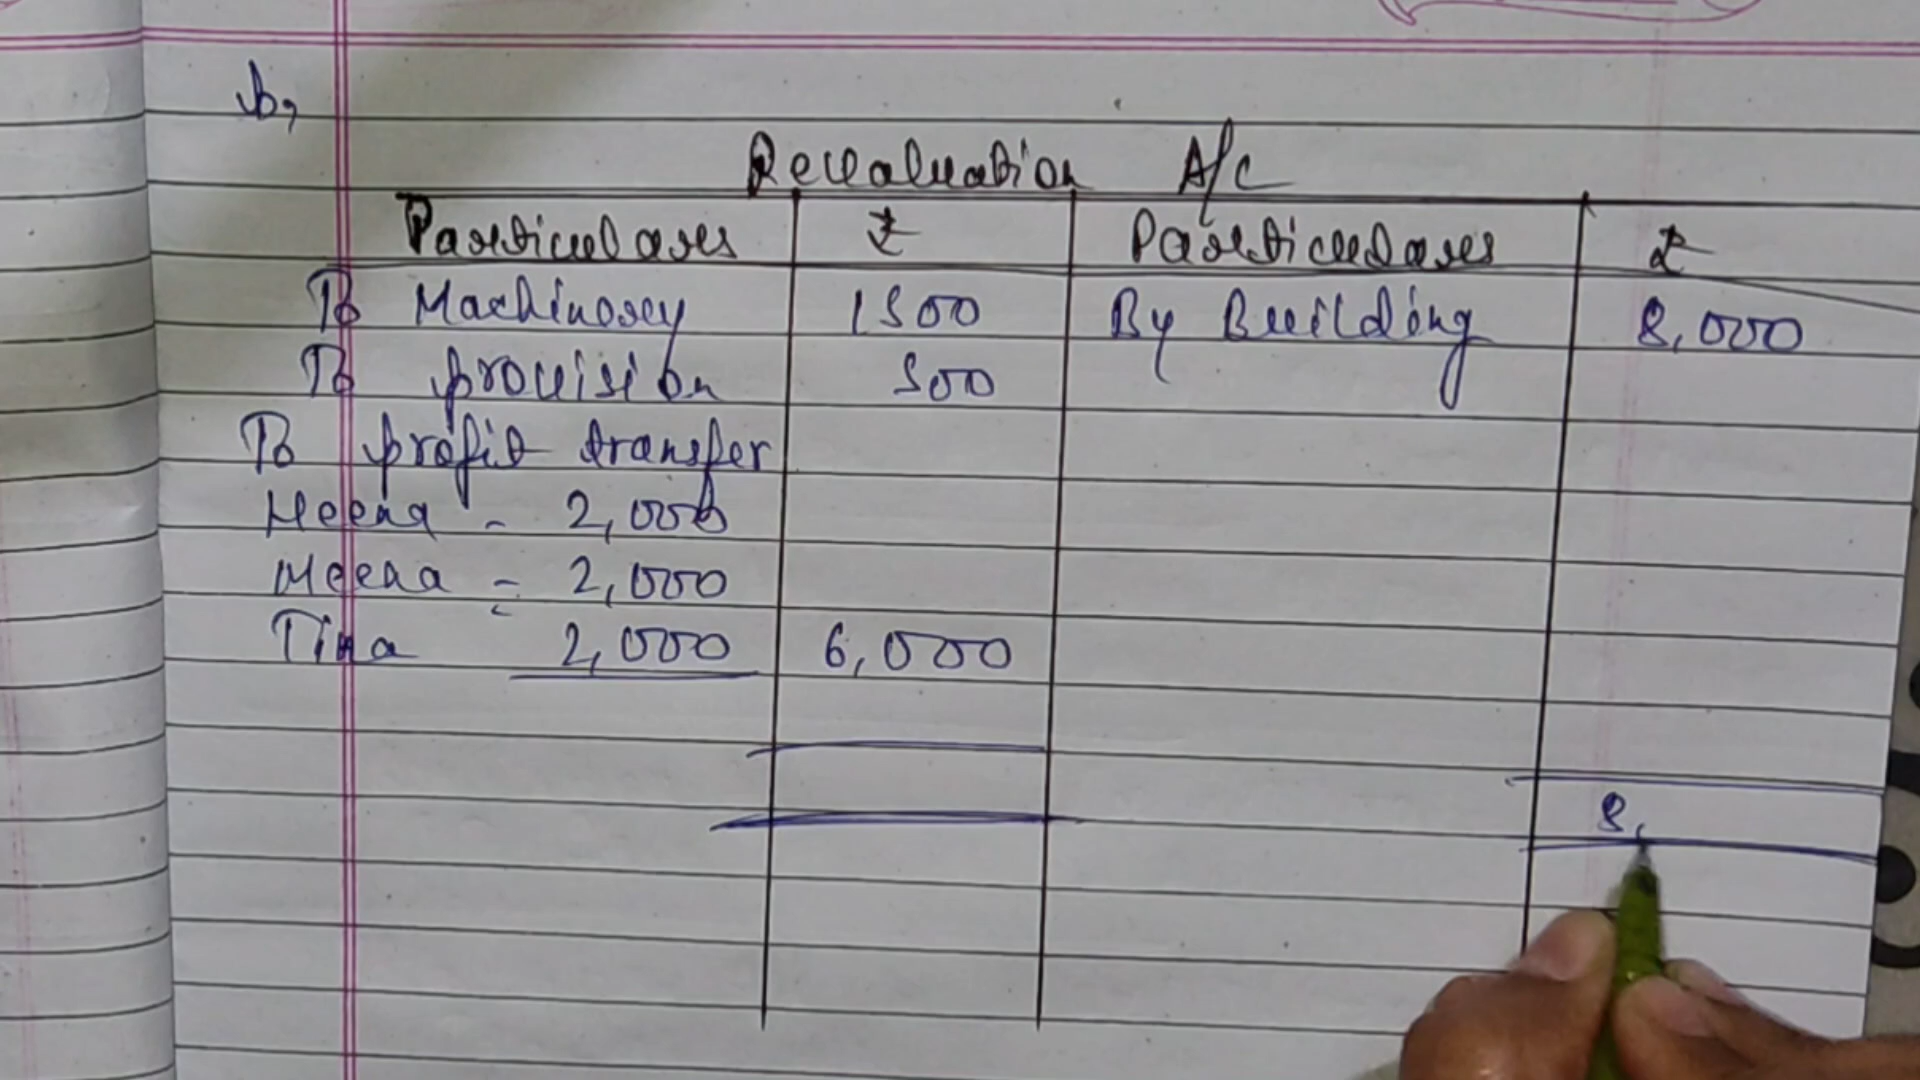 b,
Revaluation A/c
Particulars ₹ Particulars ₹
To Machinery 1500 By Building 8,000
To provision 500
To profit transfer
Heena - 2,000
Meena = 2,000
Tina 2,000 6,000
8,